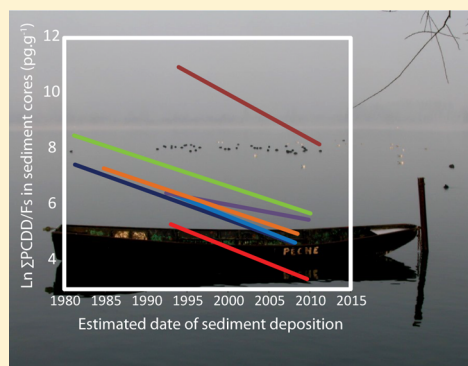 Ln ΣPCDD/Fs in sediment cores (pg.g⁻¹)
12
10
8
6
4
1980 1985 1990 1995 2000 2005 2010 2015
Estimated date of sediment deposition
PECHE